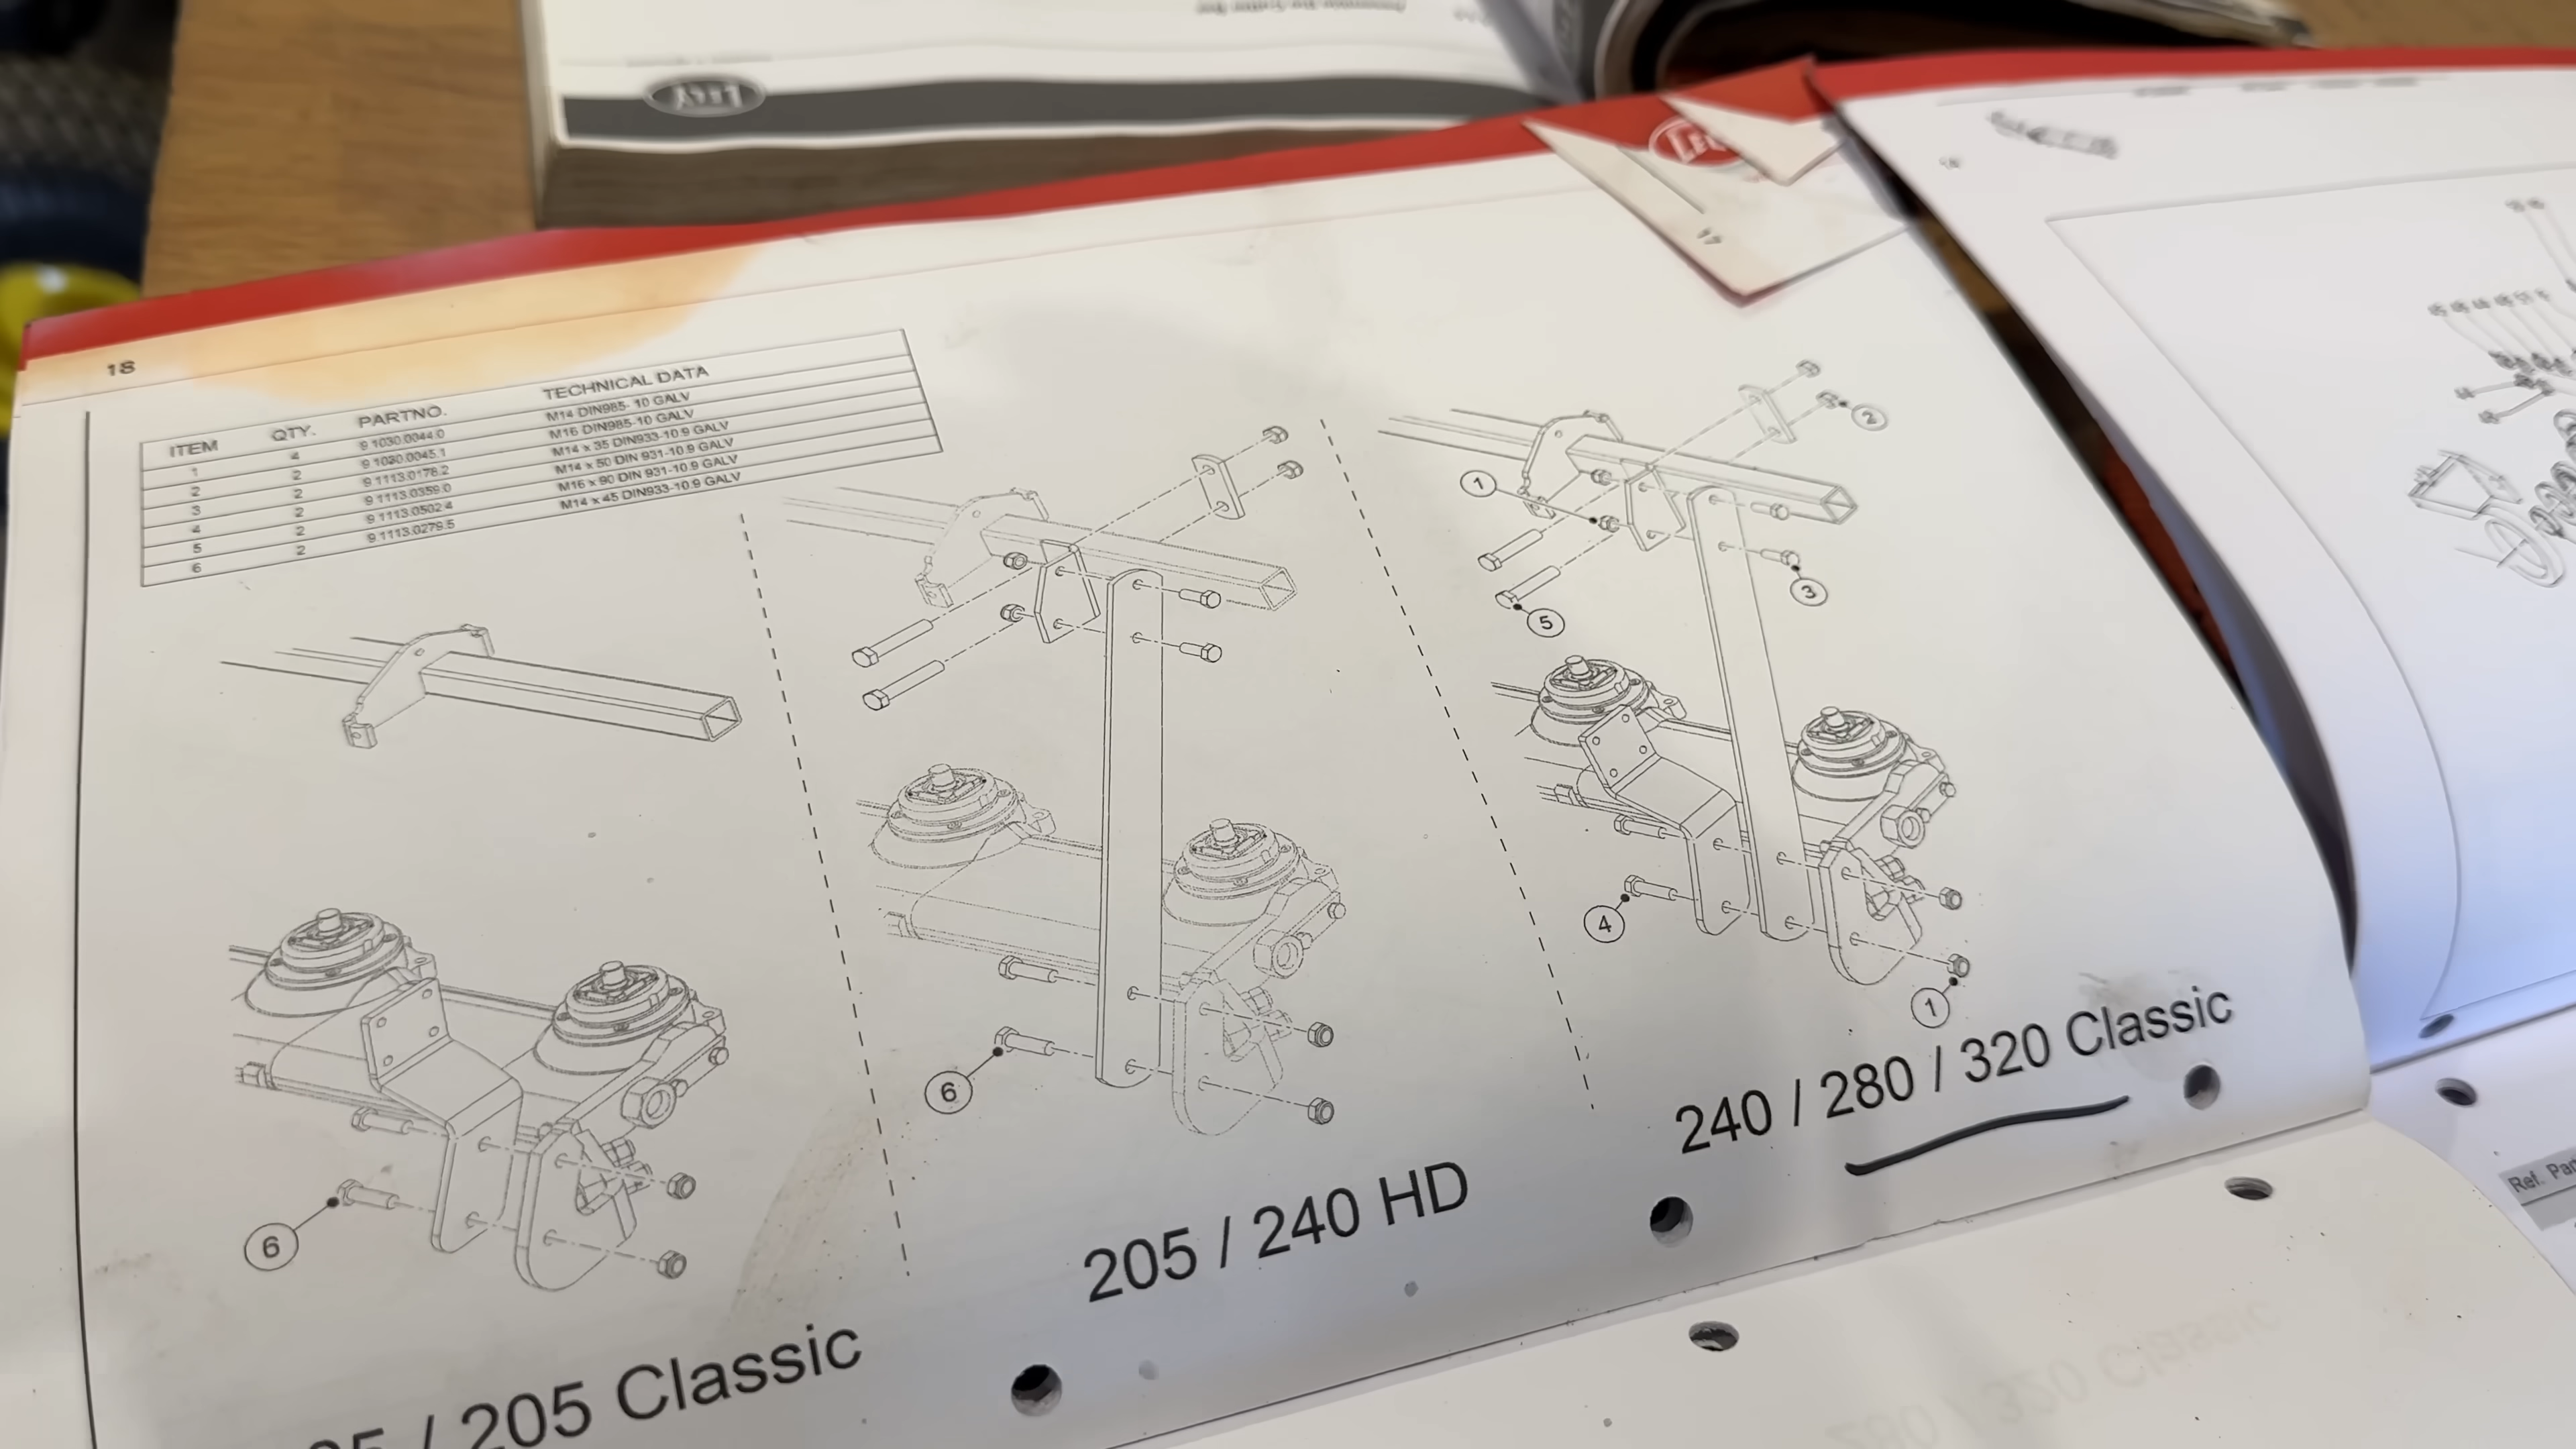 LELY
18
ITEM QTY. PARTNO. TECHNICAL DATA
1 4 9.1030.0044.0 M14 DIN985- 10 GALV
2 2 9.1030.0045.1 M16 DIN985-10 GALV
3 2 9.1113.0178.2 M14 x 35 DIN933-10.9 GALV
4 2 9.1113.0359.0 M14 x 50 DIN 931-10.9 GALV
5 2 9.1113.0502.4 M16 x 90 DIN 931-10.9 GALV
6 2 9.1113.0279.5 M14 x 45 DIN933-10.9 GALV
17
2
1
3
5
4
1
6
6
240 / 280 / 320 Classic
205 / 240 HD
/ 205 Classic
Ref.